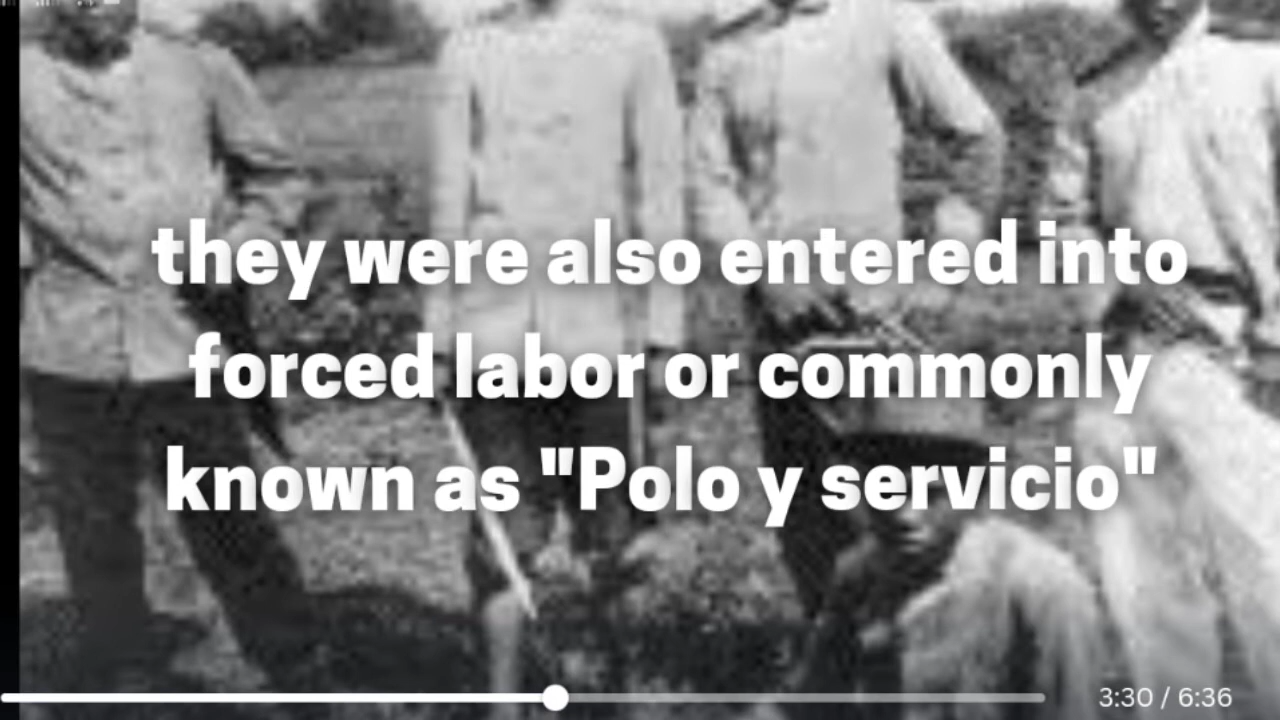 they were also entered into
forced labor or commonly
known as "Polo y servicio"
3:30 / 6:36